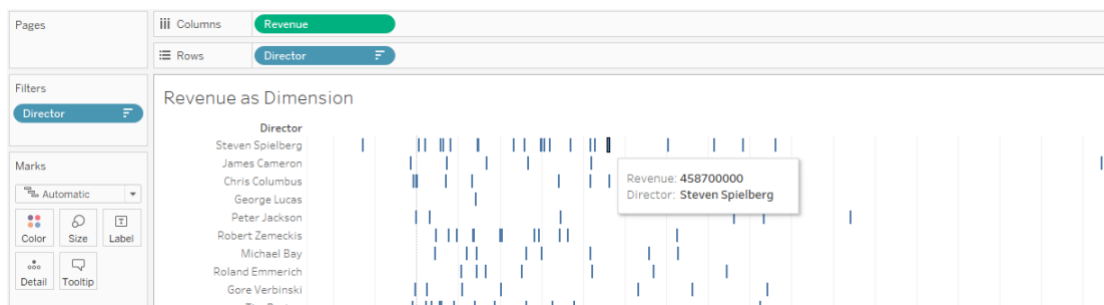 Pages
Columns
Revenue
Rows
Director
Filters
Director
Marks
Automatic
Color
Size
Label
Detail
Tooltip
Revenue as Dimension
Director
Steven Spielberg
James Cameron
Chris Columbus
George Lucas
Peter Jackson
Robert Zemeckis
Michael Bay
Roland Emmerich
Gore Verbinski
Revenue: 458700000
Director: Steven Spielberg